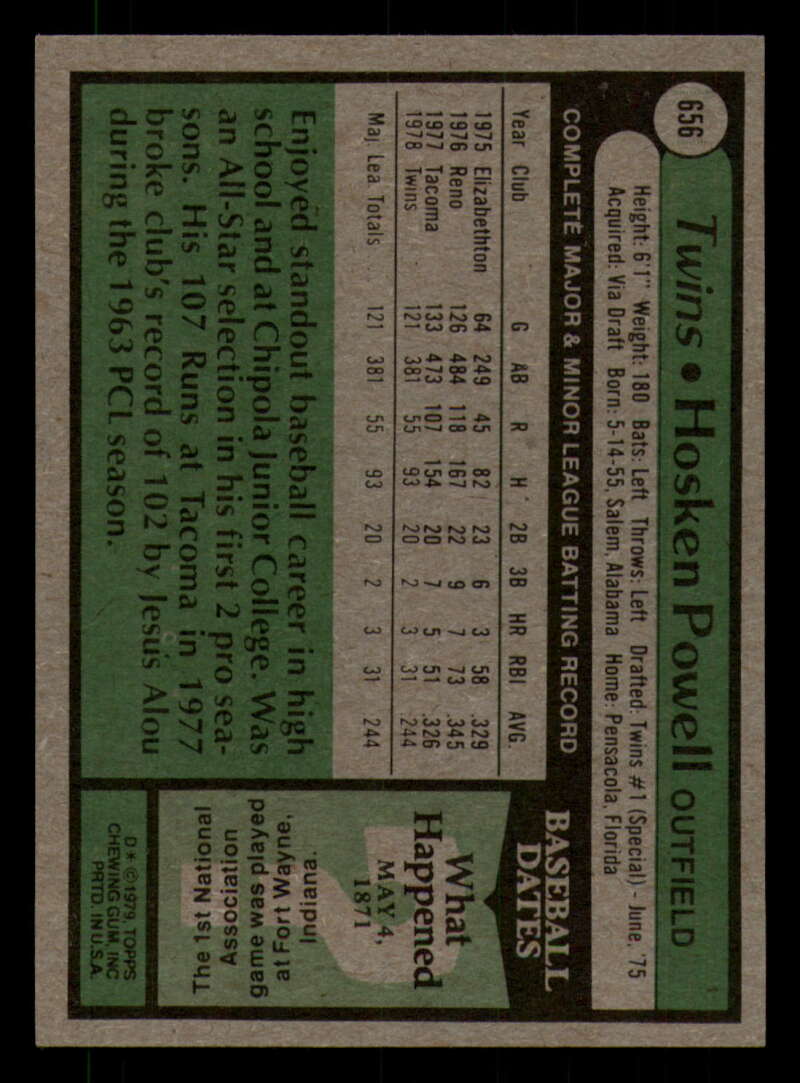 656
Twins • Hosken Powell OUTFIELD
Height: 6'1" Weight: 180 Bats: Left Throws: Left Drafted: Twins #1 (Special) - June, '75
Acquired: Via Draft Born: 5-14-55, Salem, Alabama Home: Pensacola, Florida
COMPLETE MAJOR & MINOR LEAGUE BATTING RECORD
Year Club G AB R H 2B 3B HR RBI AVG.
1975 Elizabethton 64 249 45 82 23 6 3 58 .329
1976 Reno 126 484 118 167 22 9 7 73 .345
1977 Tacoma 133 473 107 154 20 7 5 51 .326
1978 Twins 121 381 55 93 20 2 3 31 .244
Maj. Lea. Totals 121 381 55 93 20 2 3 31 .244
Enjoyed standout baseball career in high
school and at Chipola Junior College. Was
an All-Star selection in his first 2 pro sea-
sons. His 107 Runs at Tacoma in 1977
broke club's record of 102 by Jesus Alou
during the 1963 PCL season.
BASEBALL
DATES
What
Happened
MAY 4,
1871
The 1st National
Association
game was played
at Fort Wayne,
Indiana.
D* © 1979 TOPPS
CHEWING GUM, INC
PRTD. IN U.S.A.